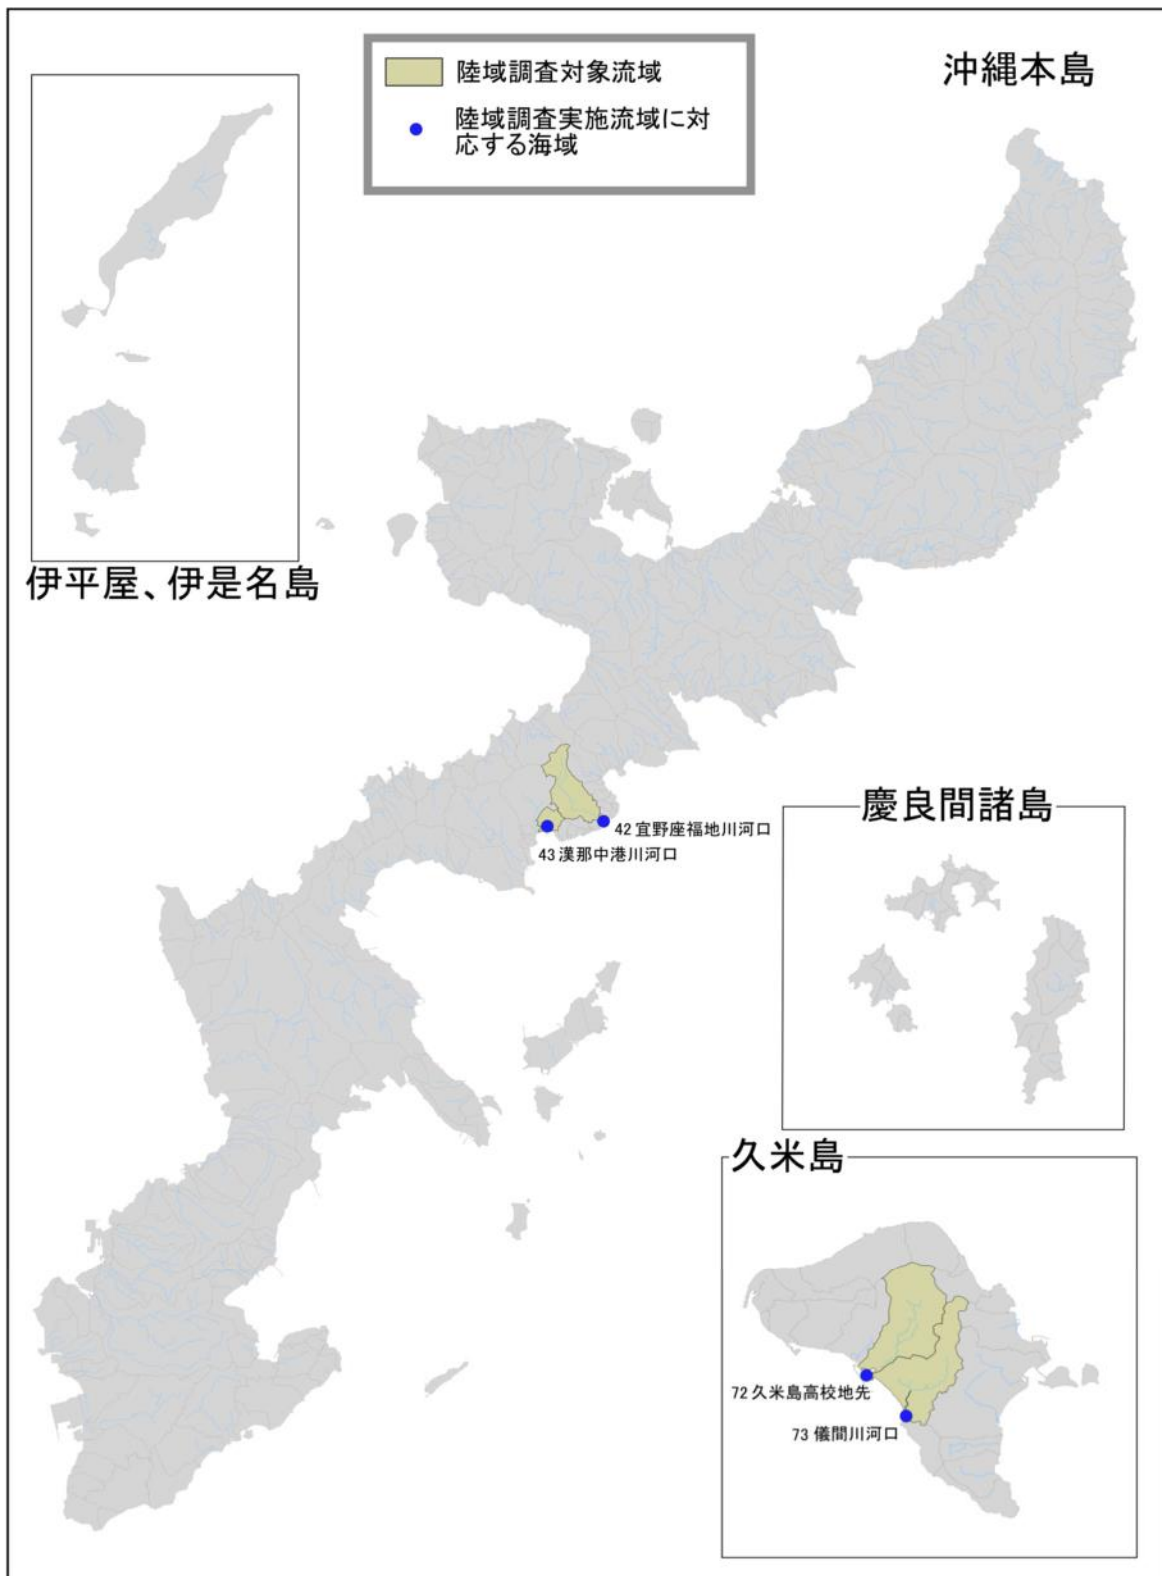 陸域調査対象流域
陸域調査実施流域に対
応する海域
沖縄本島
伊平屋、伊是名島
42 宜野座福地川河口
43 漢那中港川河口
慶良間諸島
久米島
72 久米島高校地先
73 儀間川河口